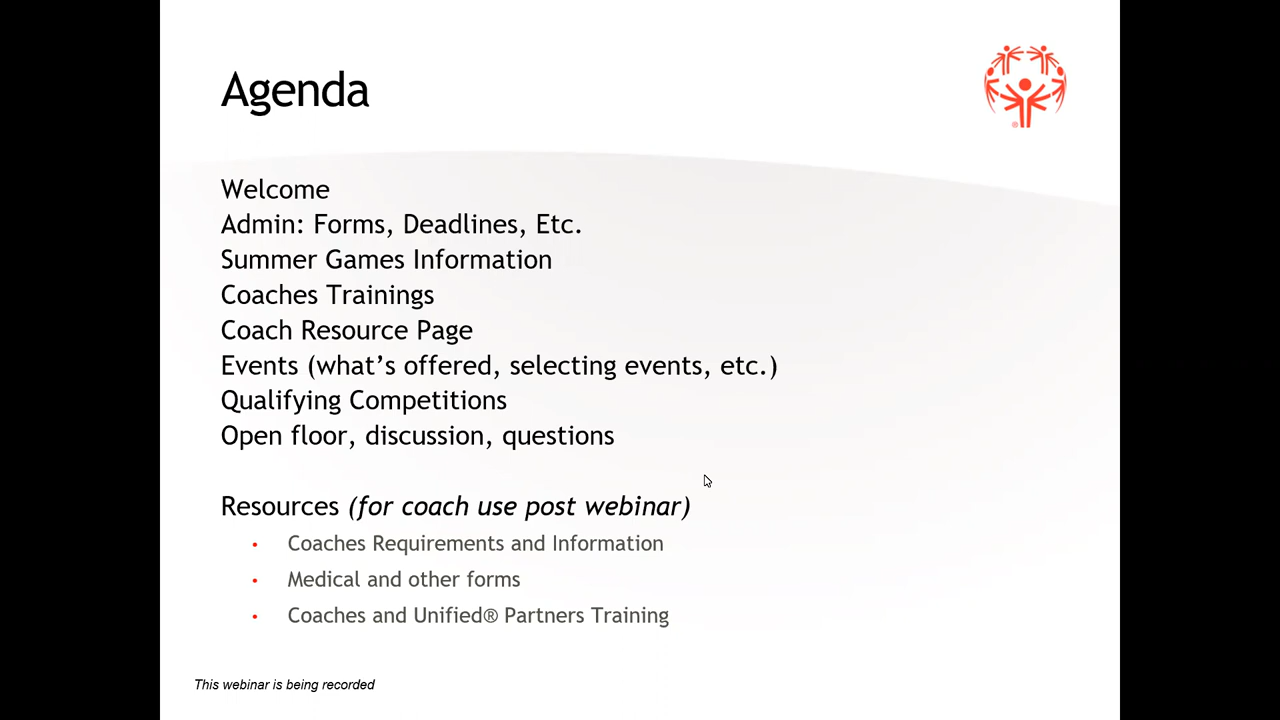 Agenda
Welcome
Admin: Forms, Deadlines, Etc.
Summer Games Information
Coaches Trainings
Coach Resource Page
Events (what’s offered, selecting events, etc.)
Qualifying Competitions
Open floor, discussion, questions
Resources (for coach use post webinar)
• Coaches Requirements and Information
• Medical and other forms
• Coaches and Unified® Partners Training
This webinar is being recorded